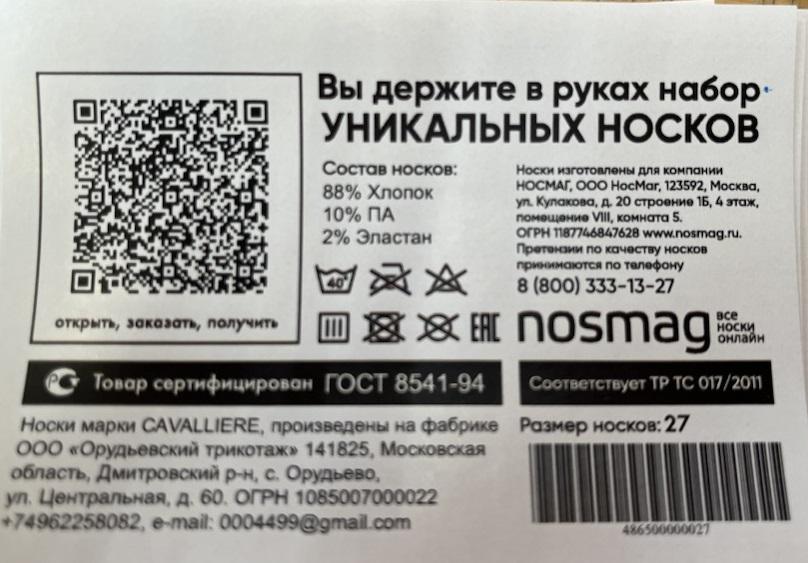 Вы держите в руках набор
УНИКАЛЬНЫХ НОСКОВ
Состав носков:
88% Хлопок
10% ПА
2% Эластан
Носки изготовлены для компании
НОСМАГ, ООО НосМаг, 123592, Москва,
ул. Кулакова, д. 20 строение 1Б, 4 этаж,
помещение VIII, комната 5.
ОГРН 1187746847628 www.nosmag.ru.
Претензии по качеству носков
принимаются по телефону
8 (800) 333-13-27
40°
EAC
nosmag
все
носки
онлайн
открыть, заказать, получить
РС Товар сертифицирован ГОСТ 8541-94
Соответствует ТР ТС 017/2011
Носки марки CAVALLIERE, произведены на фабрике
ООО «Орудьевский трикотаж» 141825, Московская
область, Дмитровский р-н, с. Орудьево,
ул. Центральная, д. 60. ОГРН 1085007000022
+74962258082, e-mail: 0004499@gmail.com
Размер носков: 27
486500000027